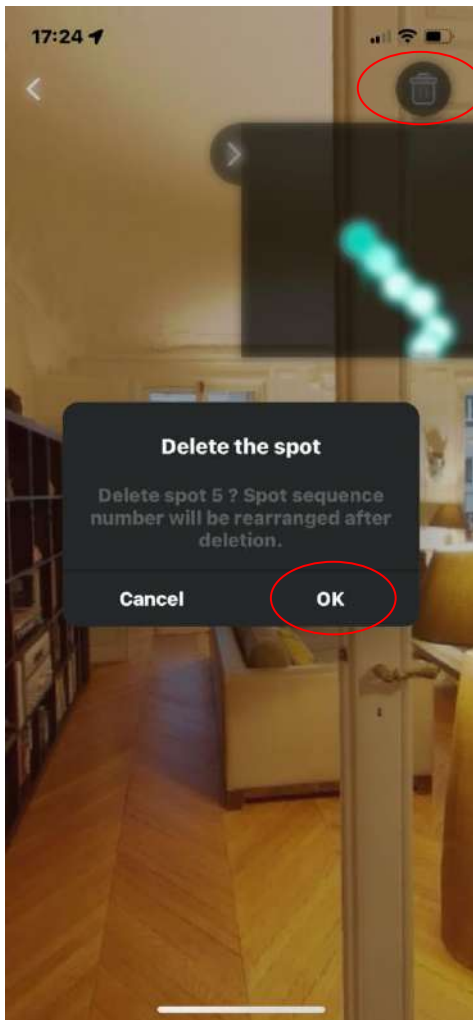 17:24
Delete the spot
Delete spot 5 ? Spot sequence
number will be rearranged after
deletion.
Cancel OK